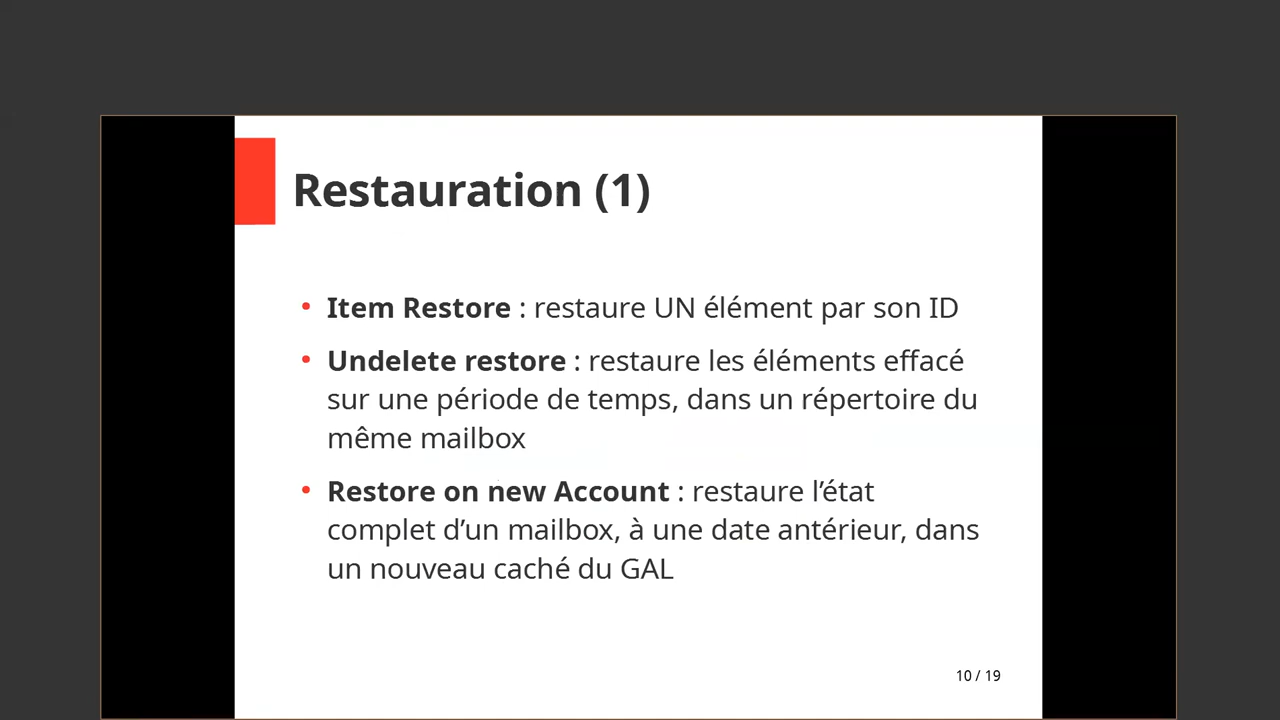 Restauration (1)
• Item Restore : restaure UN élément par son ID
• Undelete restore : restaure les éléments effacé
sur une période de temps, dans un répertoire du
même mailbox
• Restore on new Account : restaure l’état
complet d’un mailbox, à une date antérieur, dans
un nouveau caché du GAL
10 / 19